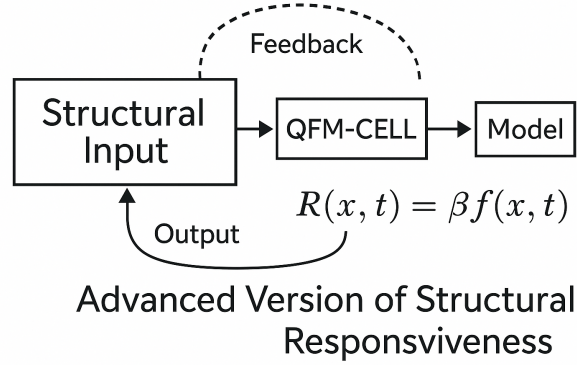 Feedback
Structural
Input
QFM-CELL
Model
R(x, t) = βf(x, t)
Output
Advanced Version of Structural
Responsviveness